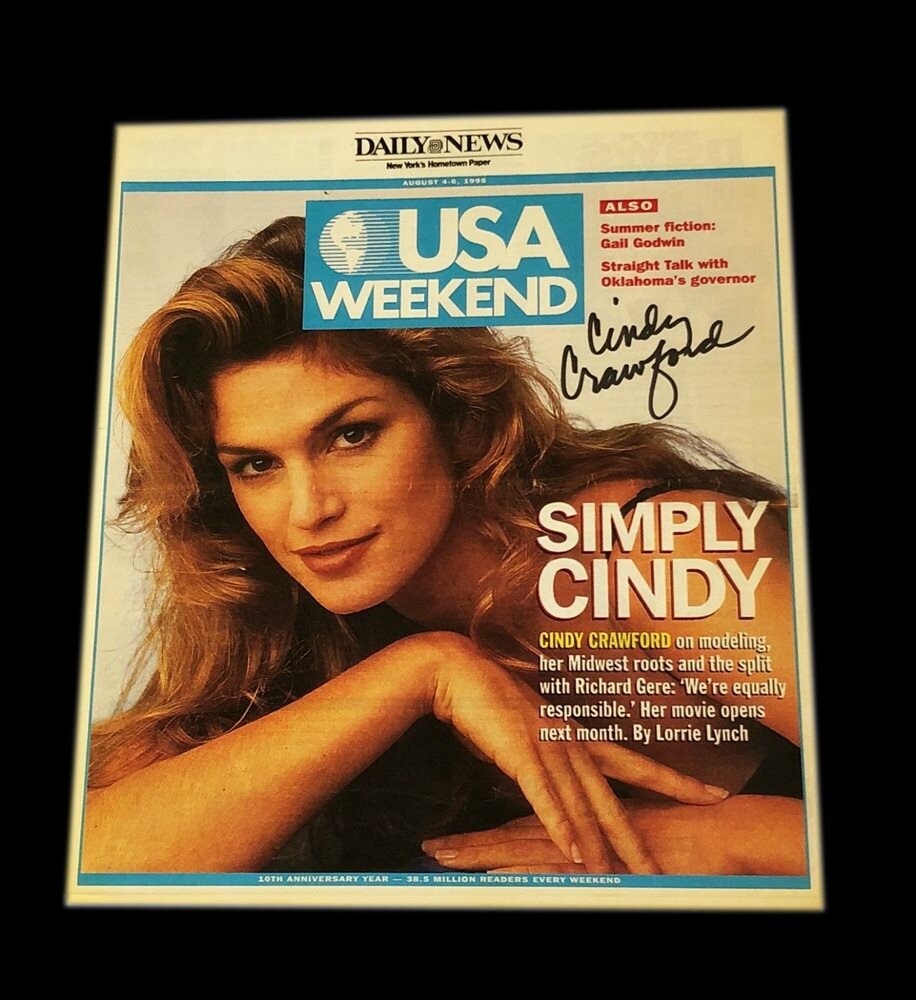 DAILY NEWS
New York's Hometown Paper
AUGUST 4-6, 1995
USA
WEEKEND
ALSO
Summer fiction:
Gail Godwin
Straight Talk with
Oklahoma's governor
Cindy
Crawford
SIMPLY
CINDY
CINDY CRAWFORD on modeling,
her Midwest roots and the split
with Richard Gere: ‘We're equally
responsible.’ Her movie opens
next month. By Lorrie Lynch
10TH ANNIVERSARY YEAR — 38.5 MILLION READERS EVERY WEEKEND